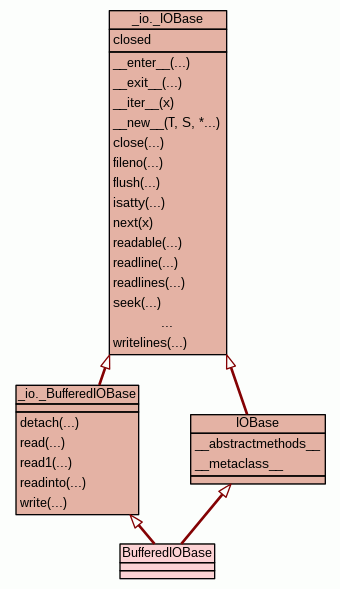 _io._IOBase
closed
__enter__(...)
__exit__(...)
__iter__(x)
__new__(T, S, *...)
close(...)
fileno(...)
flush(...)
isatty(...)
next(x)
readable(...)
readline(...)
readlines(...)
seek(...)
...
writelines(...)
_io._BufferedIOBase
detach(...)
read(...)
read1(...)
readinto(...)
write(...)
IOBase
__abstractmethods__
__metaclass__
BufferedIOBase